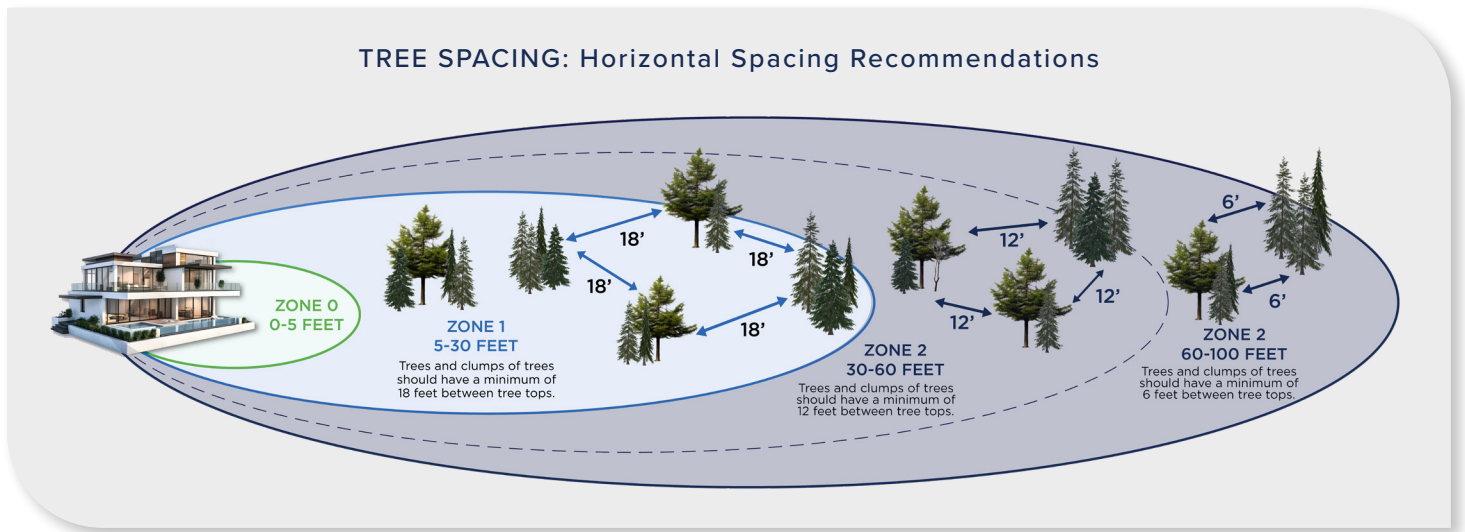 TREE SPACING: Horizontal Spacing Recommendations
ZONE 0
0-5 FEET
ZONE 1
5-30 FEET
Trees and clumps of trees
should have a minimum of
18 feet between tree tops.
18’
18’
18’
18’
ZONE 2
30-60 FEET
Trees and clumps of trees
should have a minimum of
12 feet between tree tops.
12’
12’
12’
ZONE 2
60-100 FEET
Trees and clumps of trees
should have a minimum of
6 feet between tree tops.
6’
6’